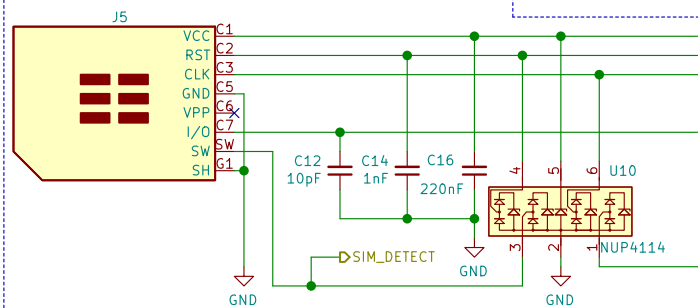 J5
VCC C1
RST C2
CLK C3
GND C5
VPP C6
I/O C7
SW SW
SH G1
C12 10pF
C14 1nF
C16 220nF
4 5 6 U10
3 2 1 NUP4114
SIM_DETECT
GND
GND
GND